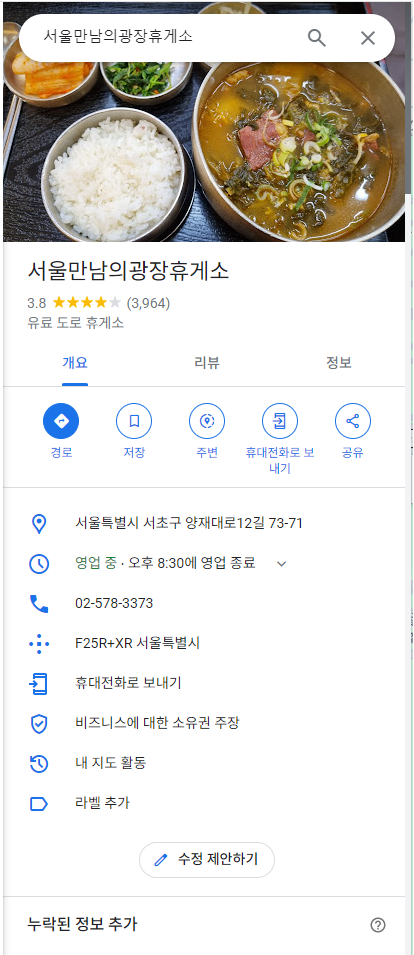 서울만남의광장휴게소
서울만남의광장휴게소
3.8 (3,964)
유료 도로 휴게소
개요 리뷰 정보
경로 저장 주변 휴대전화로 보내기 공유
서울특별시 서초구 양재대로12길 73-71
영업 중 · 오후 8:30에 영업 종료
02-578-3373
F25R+XR 서울특별시
휴대전화로 보내기
비즈니스에 대한 소유권 주장
내 지도 활동
라벨 추가
수정 제안하기
누락된 정보 추가